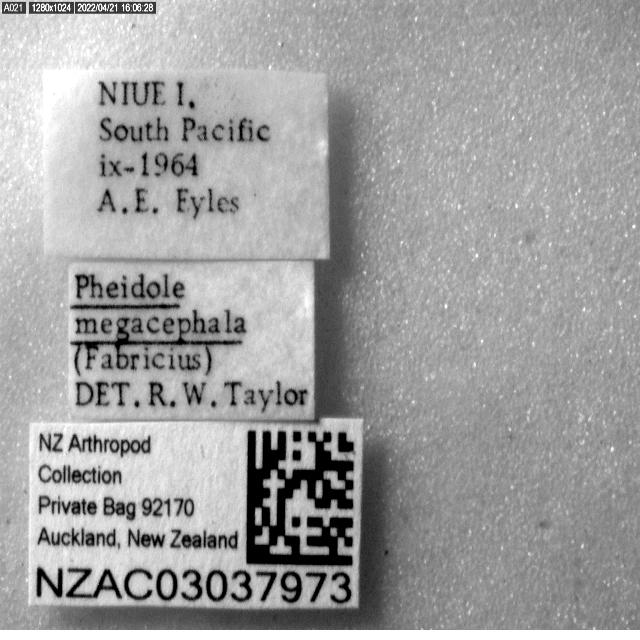 A021 1280x1024 2022/04/21 16:06:28
NIUE I.
South Pacific
ix-1964
A.E. Eyles
Pheidole
megacephala
(Fabricius)
DET. R. W. Taylor
NZ Arthropod
Collection
Private Bag 92170
Auckland, New Zealand
NZAC03037973